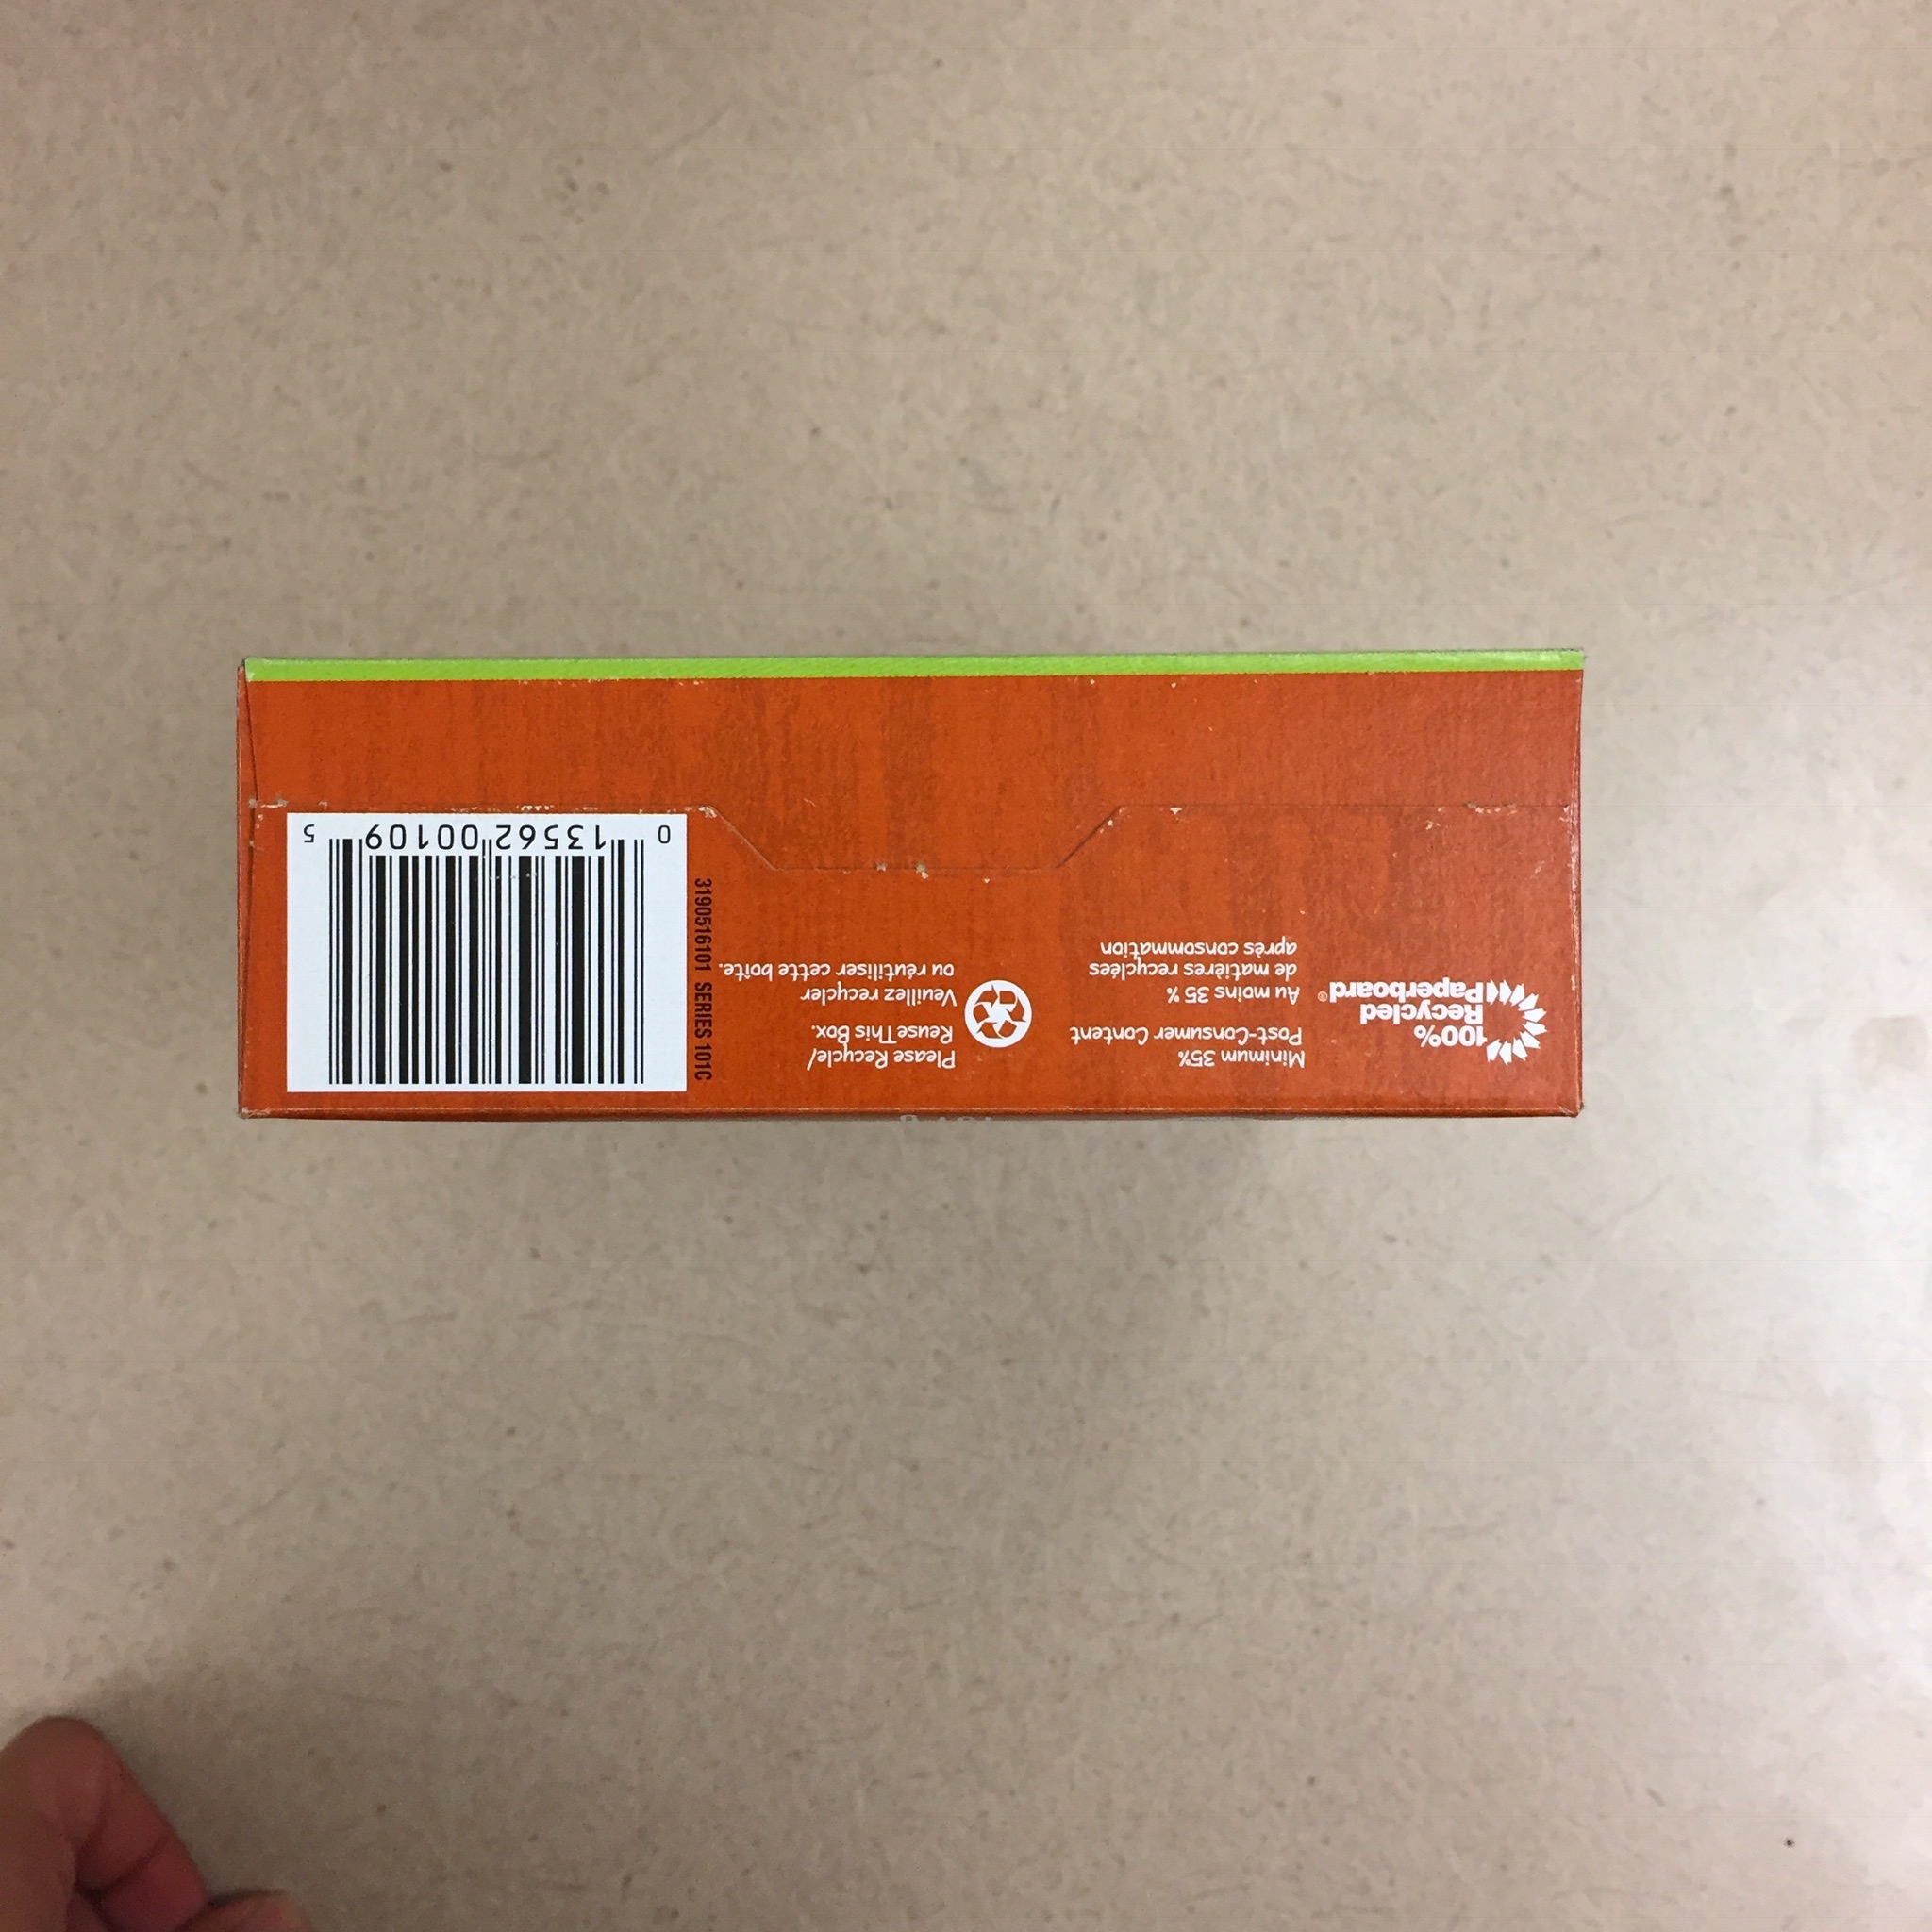 100%
Recycled
Paperboard®
Minimum 35%
Post-Consumer Content
Au moins 35 %
de matières recyclées
après consommation
Please Recycle/
Reuse This Box.
Veuillez recycler
ou réutiliser cette boîte.
3190516101 SERIES 101C
0 13562 00109 5